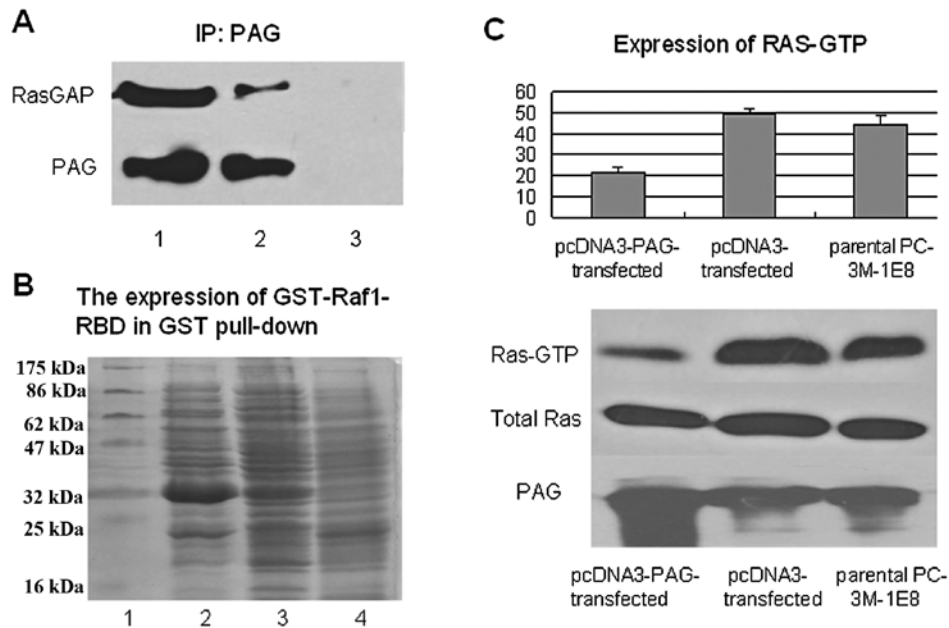 A
IP: PAG
RasGAP
PAG
1 2 3
B
The expression of GST-Raf1-
RBD in GST pull-down
175 kDa
86 kDa
62 kDa
47 kDa
32 kDa
25 kDa
16 kDa
1 2 3 4
C
Expression of RAS-GTP
60
50
40
30
20
10
0
pcDNA3-PAG-
transfected
pcDNA3-
transfected
parental PC-
3M-1E8
Ras-GTP
Total Ras
PAG
pcDNA3-PAG-
transfected
pcDNA3-
transfected
parental PC-
3M-1E8